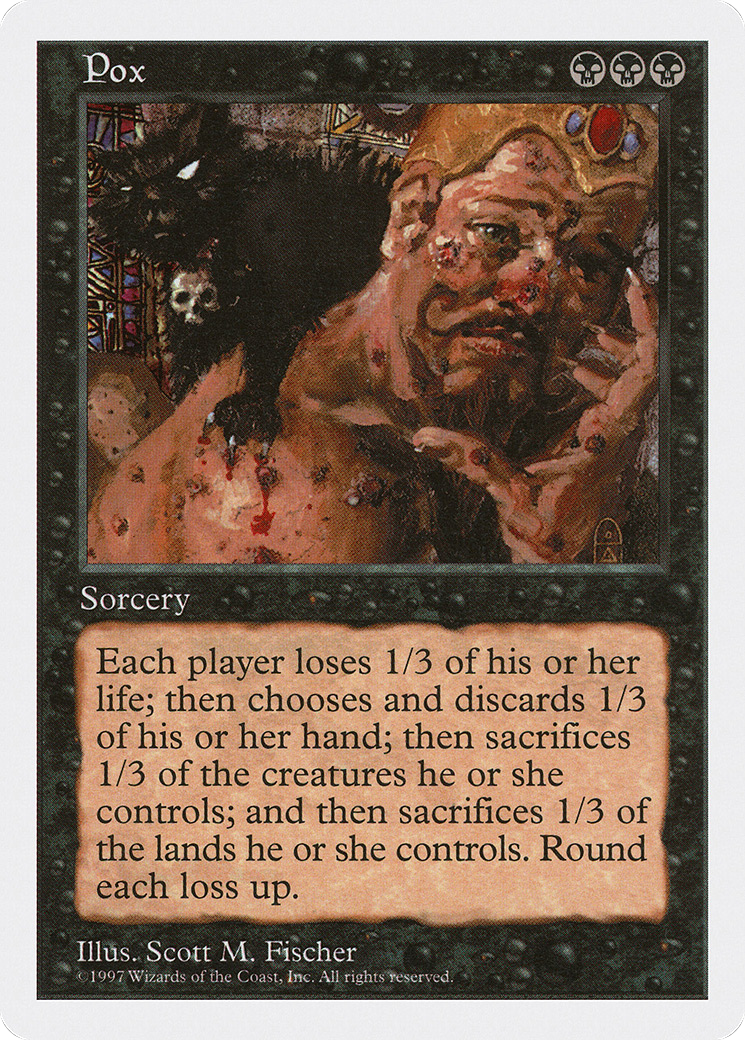 Pox
Sorcery
Each player loses 1/3 of his or her
life; then chooses and discards 1/3
of his or her hand; then sacrifices
1/3 of the creatures he or she
controls; and then sacrifices 1/3 of
the lands he or she controls. Round
each loss up.
Illus. Scott M. Fischer
©1997 Wizards of the Coast, Inc. All rights reserved.